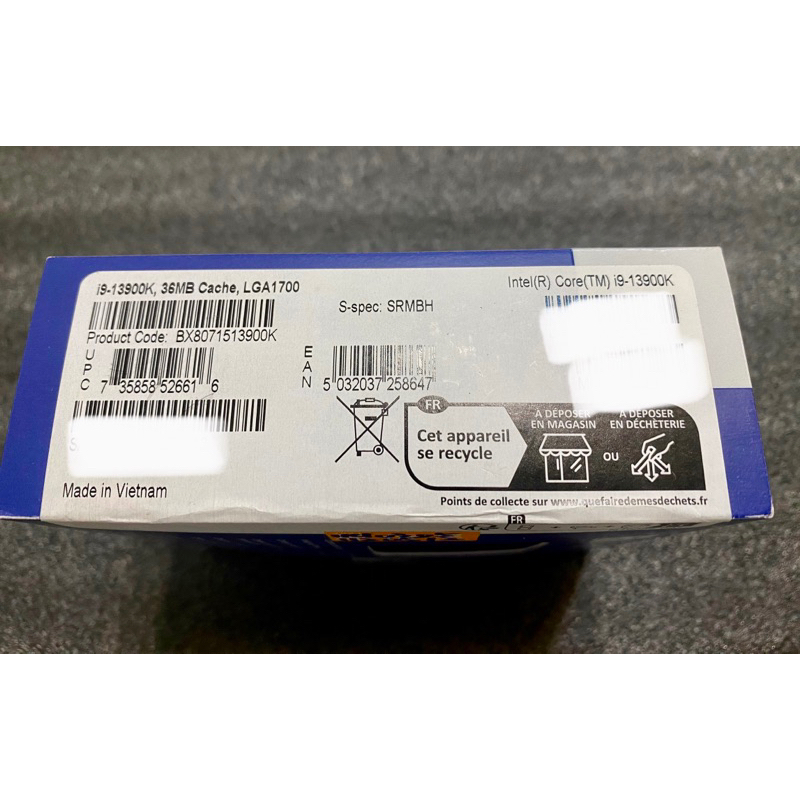 i9-13900K, 36MB Cache, LGA1700
Product Code: BX8071513900K
UPC
7 35858 52661 6
S
Made in Vietnam
S-spec: SRMBH
EAN
5 032037 258647
Intel(R) Core(TM) i9-13900K
FR
Cet appareil
se recycle
À DÉPOSER
EN MAGASIN
OU
À DÉPOSER
EN DÉCHÈTERIE
Points de collecte sur www.quefairedemesdechets.fr
FR